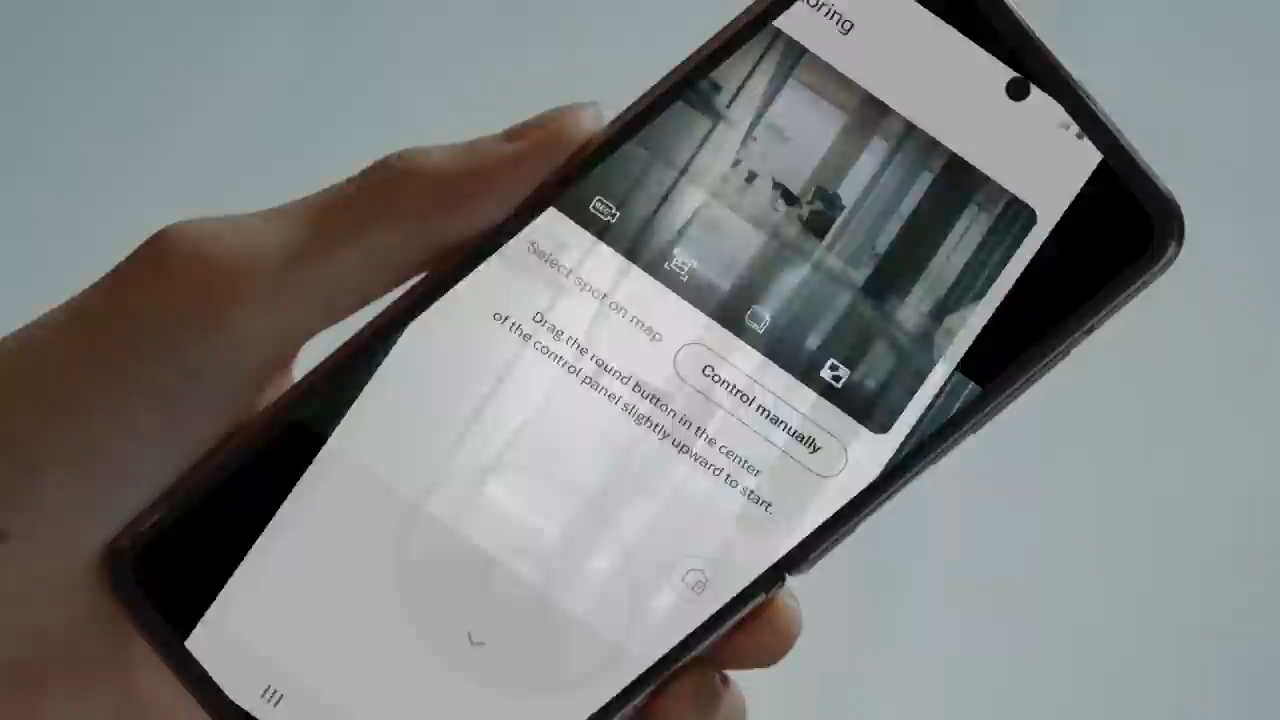 REC
Select spot on map
Control manually
Drag the round button in the center
of the control panel slightly upward to start.